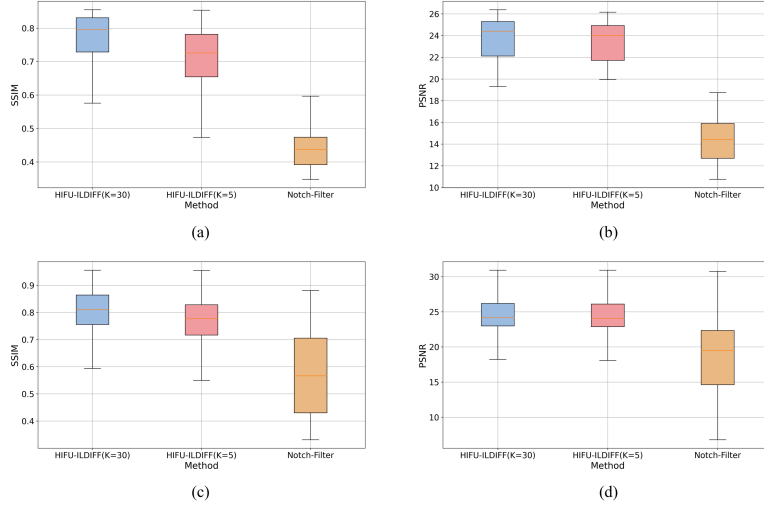 0.8
0.7
0.6
0.5
0.4
SSIM
HIFU-ILDIFF(K=30) HIFU-ILDIFF(K=5) Notch-Filter
Method
(a)
26
24
22
20
18
16
14
12
10
PSNR
HIFU-ILDIFF(K=30) HIFU-ILDIFF(K=5) Notch-Filter
Method
(b)
0.9
0.8
0.7
0.6
0.5
0.4
SSIM
HIFU-ILDIFF(K=30) HIFU-ILDIFF(K=5) Notch-Filter
Method
(c)
30
25
20
15
10
PSNR
HIFU-ILDIFF(K=30) HIFU-ILDIFF(K=5) Notch-Filter
Method
(d)